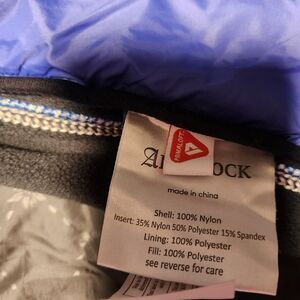 PRIMALOFT
made in china
Shell: 100% Nylon
Insert: 35% Nylon 50% Polyester 15% Spandex
Lining: 100% Polyester
Fill: 100% Polyester
see reverse for care